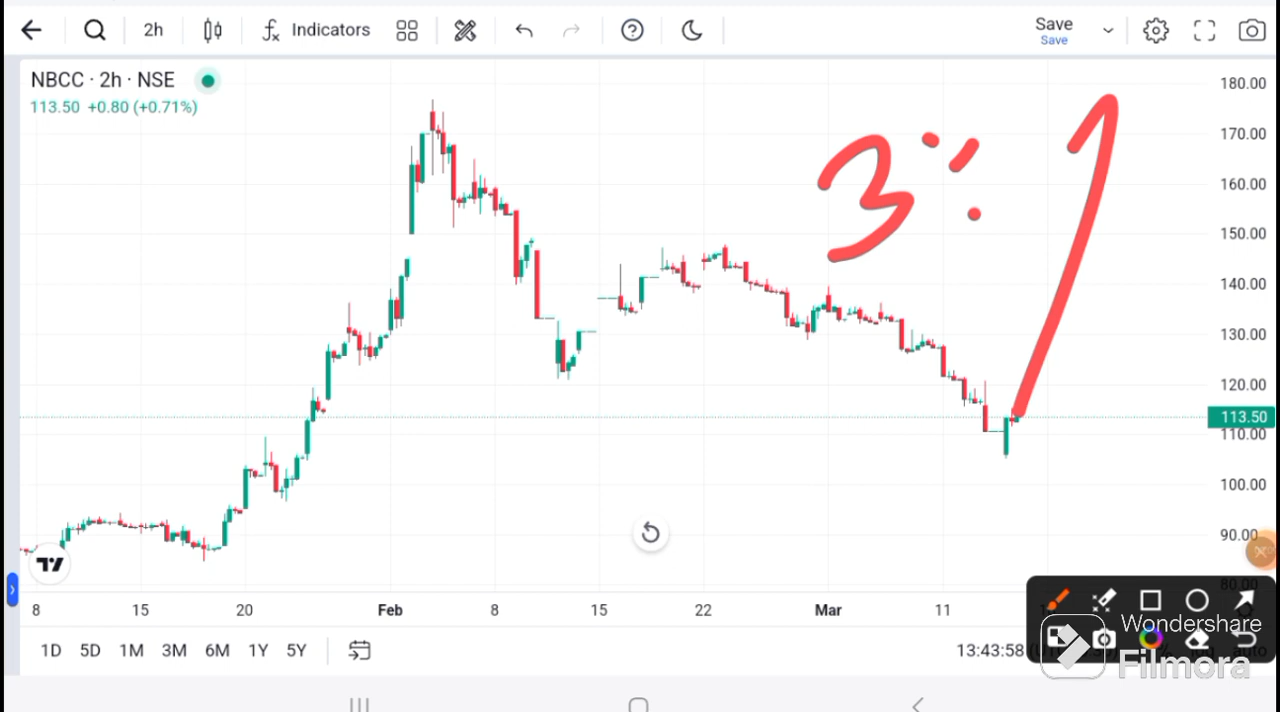 2h Indicators Save
Save
NBCC · 2h · NSE
113.50 +0.80 (+0.71%)
180.00
170.00
3%
160.00
150.00
140.00
130.00
120.00
113.50
110.00
100.00
90.00
80.00
8 15 20 Feb 8 15 22 Mar 11
Wondershare
Filmora
1D 5D 1M 3M 6M 1Y 5Y 13:43:58 auto